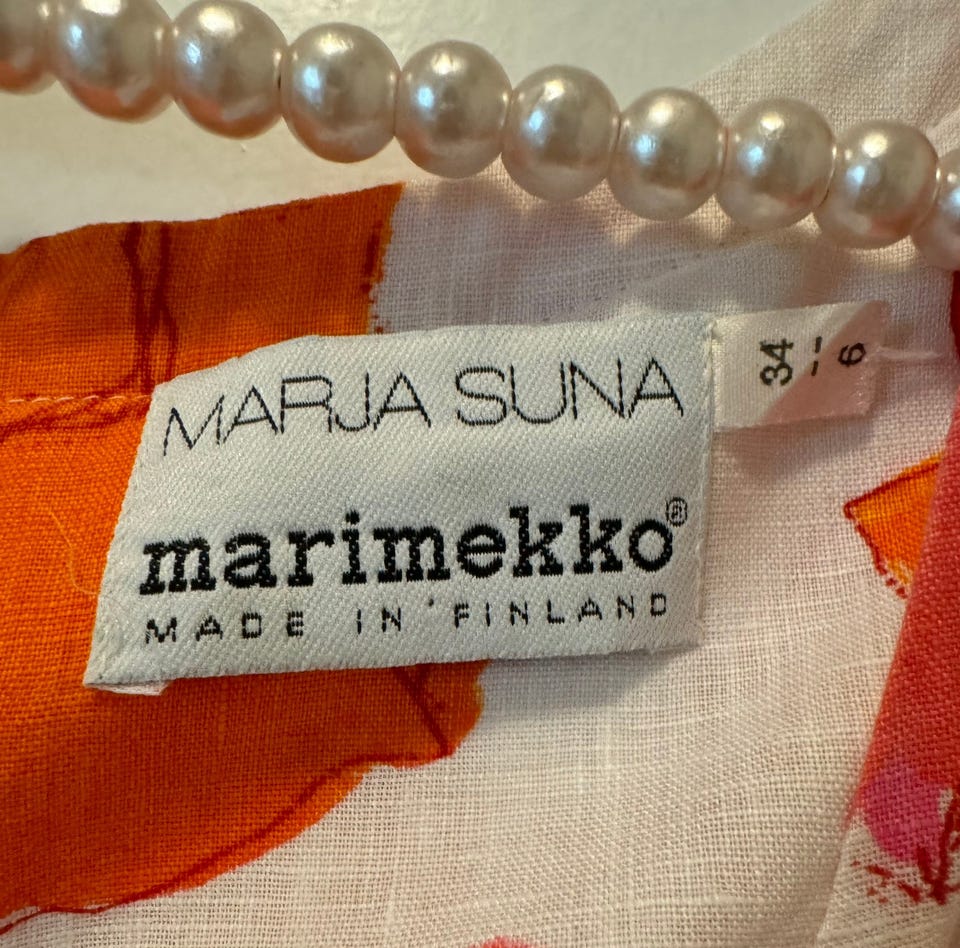 MARJA SUNA
marimekko®
MADE IN FINLAND
34 - 6